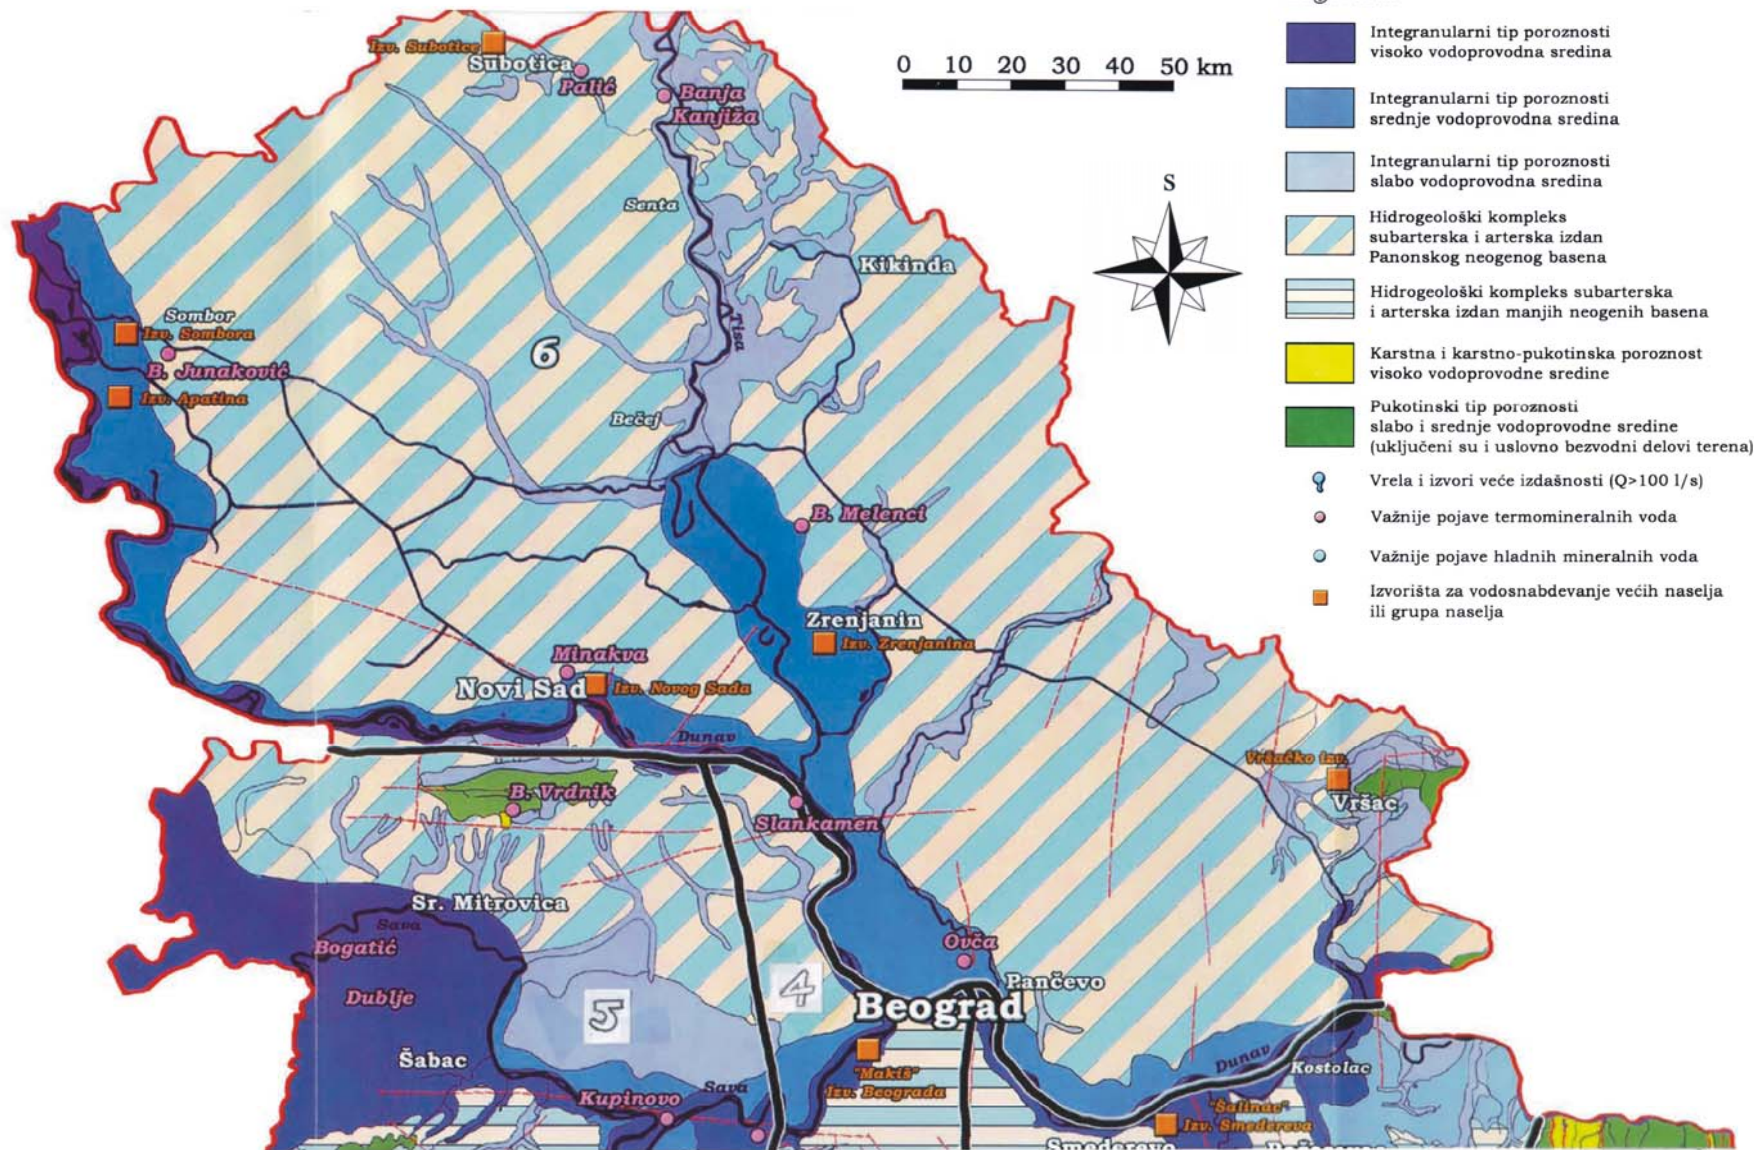 Integranularni tip poroznosti
visoko vodoprovodna sredina
Integranularni tip poroznosti
srednje vodoprovodna sredina
Integranularni tip poroznosti
slabo vodoprovodna sredina
Hidrogeološki kompleks
subarterska i arterska izdan
Panonskog neogenog basena
Hidrogeološki kompleks subarterska
i arterska izdan manjih neogenih basena
Karstna i karstno-pukotinska poroznost
visoko vodoprovodne sredine
Pukotinski tip poroznosti
slabo i srednje vodoprovodne sredine
(uključeni su i uslovno bezvodni delovi terena)
Vrela i izvori veće izdašnosti (Q>100 l/s)
Važnije pojave termomineralnih voda
Važnije pojave hladnih mineralnih voda
Izvorišta za vodosnabdevanje većih naselja
ili grupa naselja
0 10 20 30 40 50 km
S
Izv. Subotice
Subotica
Palić
Banja
Kanjiža
Senta
Kikinda
Tisa
Sombor
Izv. Sombora
B. Junaković
Izv. Apatina
6
Bečej
B. Melenci
Zrenjanin
Izv. Zrenjanina
Minakva
Novi Sad
Izv. Novog Sada
Dunav
Vršačko izv.
Vršac
B. Vrdnik
Slankamen
Sr. Mitrovica
Sava
Bogatić
Dublje
Ovča
Pančevo
4
5
Beograd
Šabac
"Makiš"
Izv. Beograda
Dunav
Kostolac
Kupinovo
Sava
"Šalinac"
Izv. Smedereva
Smederevo